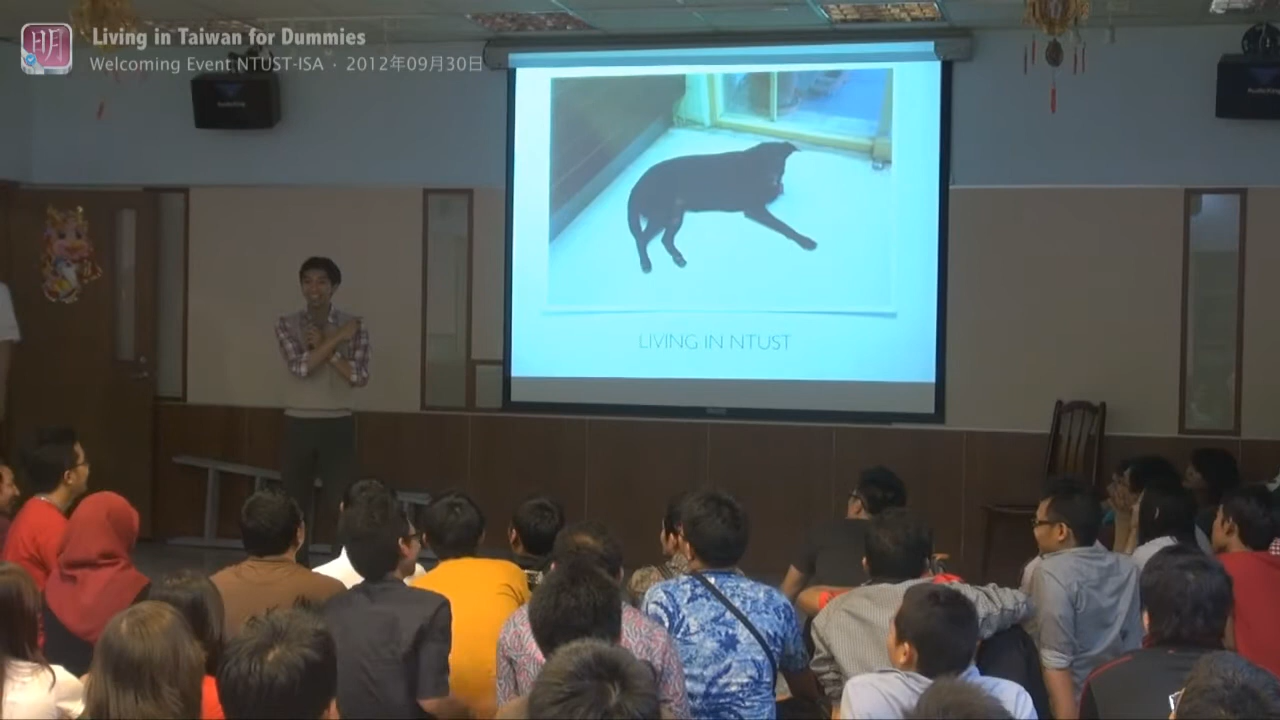 明
Living in Taiwan for Dummies
Welcoming Event NTUST-ISA · 2012年09月30日
LIVING IN NTUST